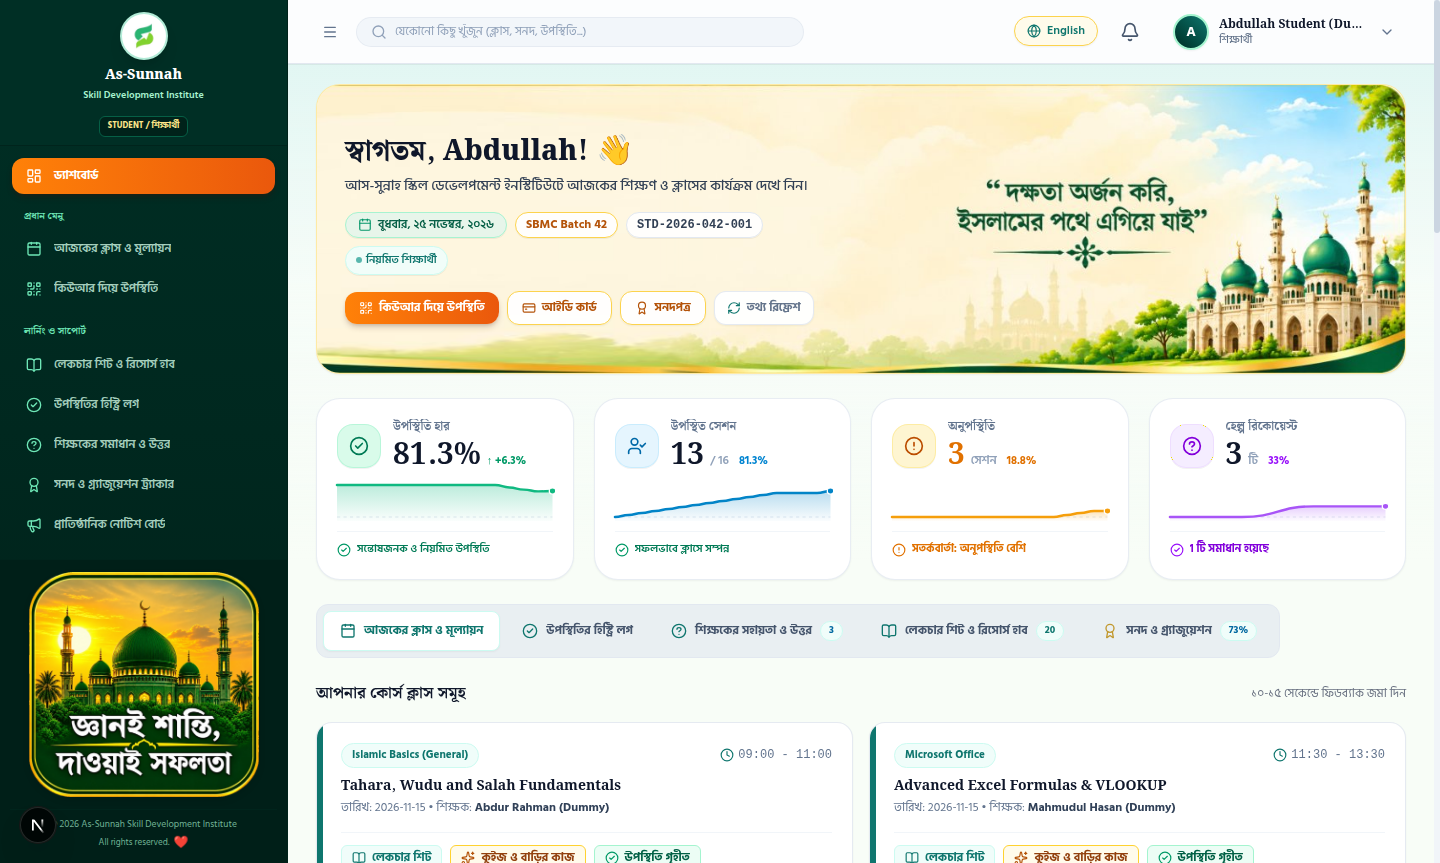 As-Sunnah
Skill Development Institute
STUDENT / শিক্ষার্থী
ড্যাশবোর্ড
প্রধান মেনু
আজকের ক্লাস ও মূল্যায়ন
কিউআর দিয়ে উপস্থিতি
লার্নিং ও সাপোর্ট
লেকচার শিট ও রিসোর্স হাব
উপস্থিতির হিস্ট্রি লগ
শিক্ষকের সমাধান ও উত্তর
সনদ ও গ্র্যাজুয়েশন ট্র্যাকার
প্রাতিষ্ঠানিক নোটিশ বোর্ড
জ্ঞানই শান্তি,
দাওয়াই সফলতা
N
2026 As-Sunnah Skill Development Institute
All rights reserved. ❤️
যেকোনো কিছু খুঁজুন (ক্লাস, সনদ, উপস্থিতি...)
English
A
Abdullah Student (Du...
শিক্ষার্থী
স্বাগতম, Abdullah! 👋
আস-সুন্নাহ স্কিল ডেভেলপমেন্ট ইনস্টিটিউটে আজকের শিক্ষণ ও ক্লাসের কার্যক্রম দেখে নিন।
বুধবার, ২৫ নভেম্বর, ২০২৬ SBMC Batch 42 STD-2026-042-001
নিয়মিত শিক্ষার্থী
কিউআর দিয়ে উপস্থিতি আইডি কার্ড সনদপত্র তথ্য রিফ্রেশ
“ দক্ষতা অর্জন করি,
ইসলামের পথে এগিয়ে যাই”
উপস্থিতি হার
81.3% ↑ +6.3%
সন্তোষজনক ও নিয়মিত উপস্থিতি
উপস্থিত সেশন
13 / 16 81.3%
সফলভাবে ক্লাসে সম্পন্ন
অনুপস্থিতি
3 সেশন 18.8%
সতর্কবার্তা: অনুপস্থিতি বেশি
হেল্প রিকোয়েস্ট
3 টি 33%
1 টি সমাধান হয়েছে
আজকের ক্লাস ও মূল্যায়ন উপস্থিতির হিস্ট্রি লগ শিক্ষকের সহায়তা ও উত্তর 3 লেকচার শিট ও রিসোর্স হাব 20 সনদ ও গ্র্যাজুয়েশন 73%
আপনার কোর্স ক্লাস সমূহ
১০-১৫ সেকেন্ডে ফিডব্যাক জমা দিন
Islamic Basics (General) 09:00 - 11:00
Tahara, Wudu and Salah Fundamentals
তারিখ: 2026-11-15 • শিক্ষক: Abdur Rahman (Dummy)
লেকচার শিট কুইজ ও বাড়ির কাজ উপস্থিতি গৃহীত
Microsoft Office 11:30 - 13:30
Advanced Excel Formulas & VLOOKUP
তারিখ: 2026-11-15 • শিক্ষক: Mahmudul Hasan (Dummy)
লেকচার শিট কুইজ ও বাড়ির কাজ উপস্থিতি গৃহীত